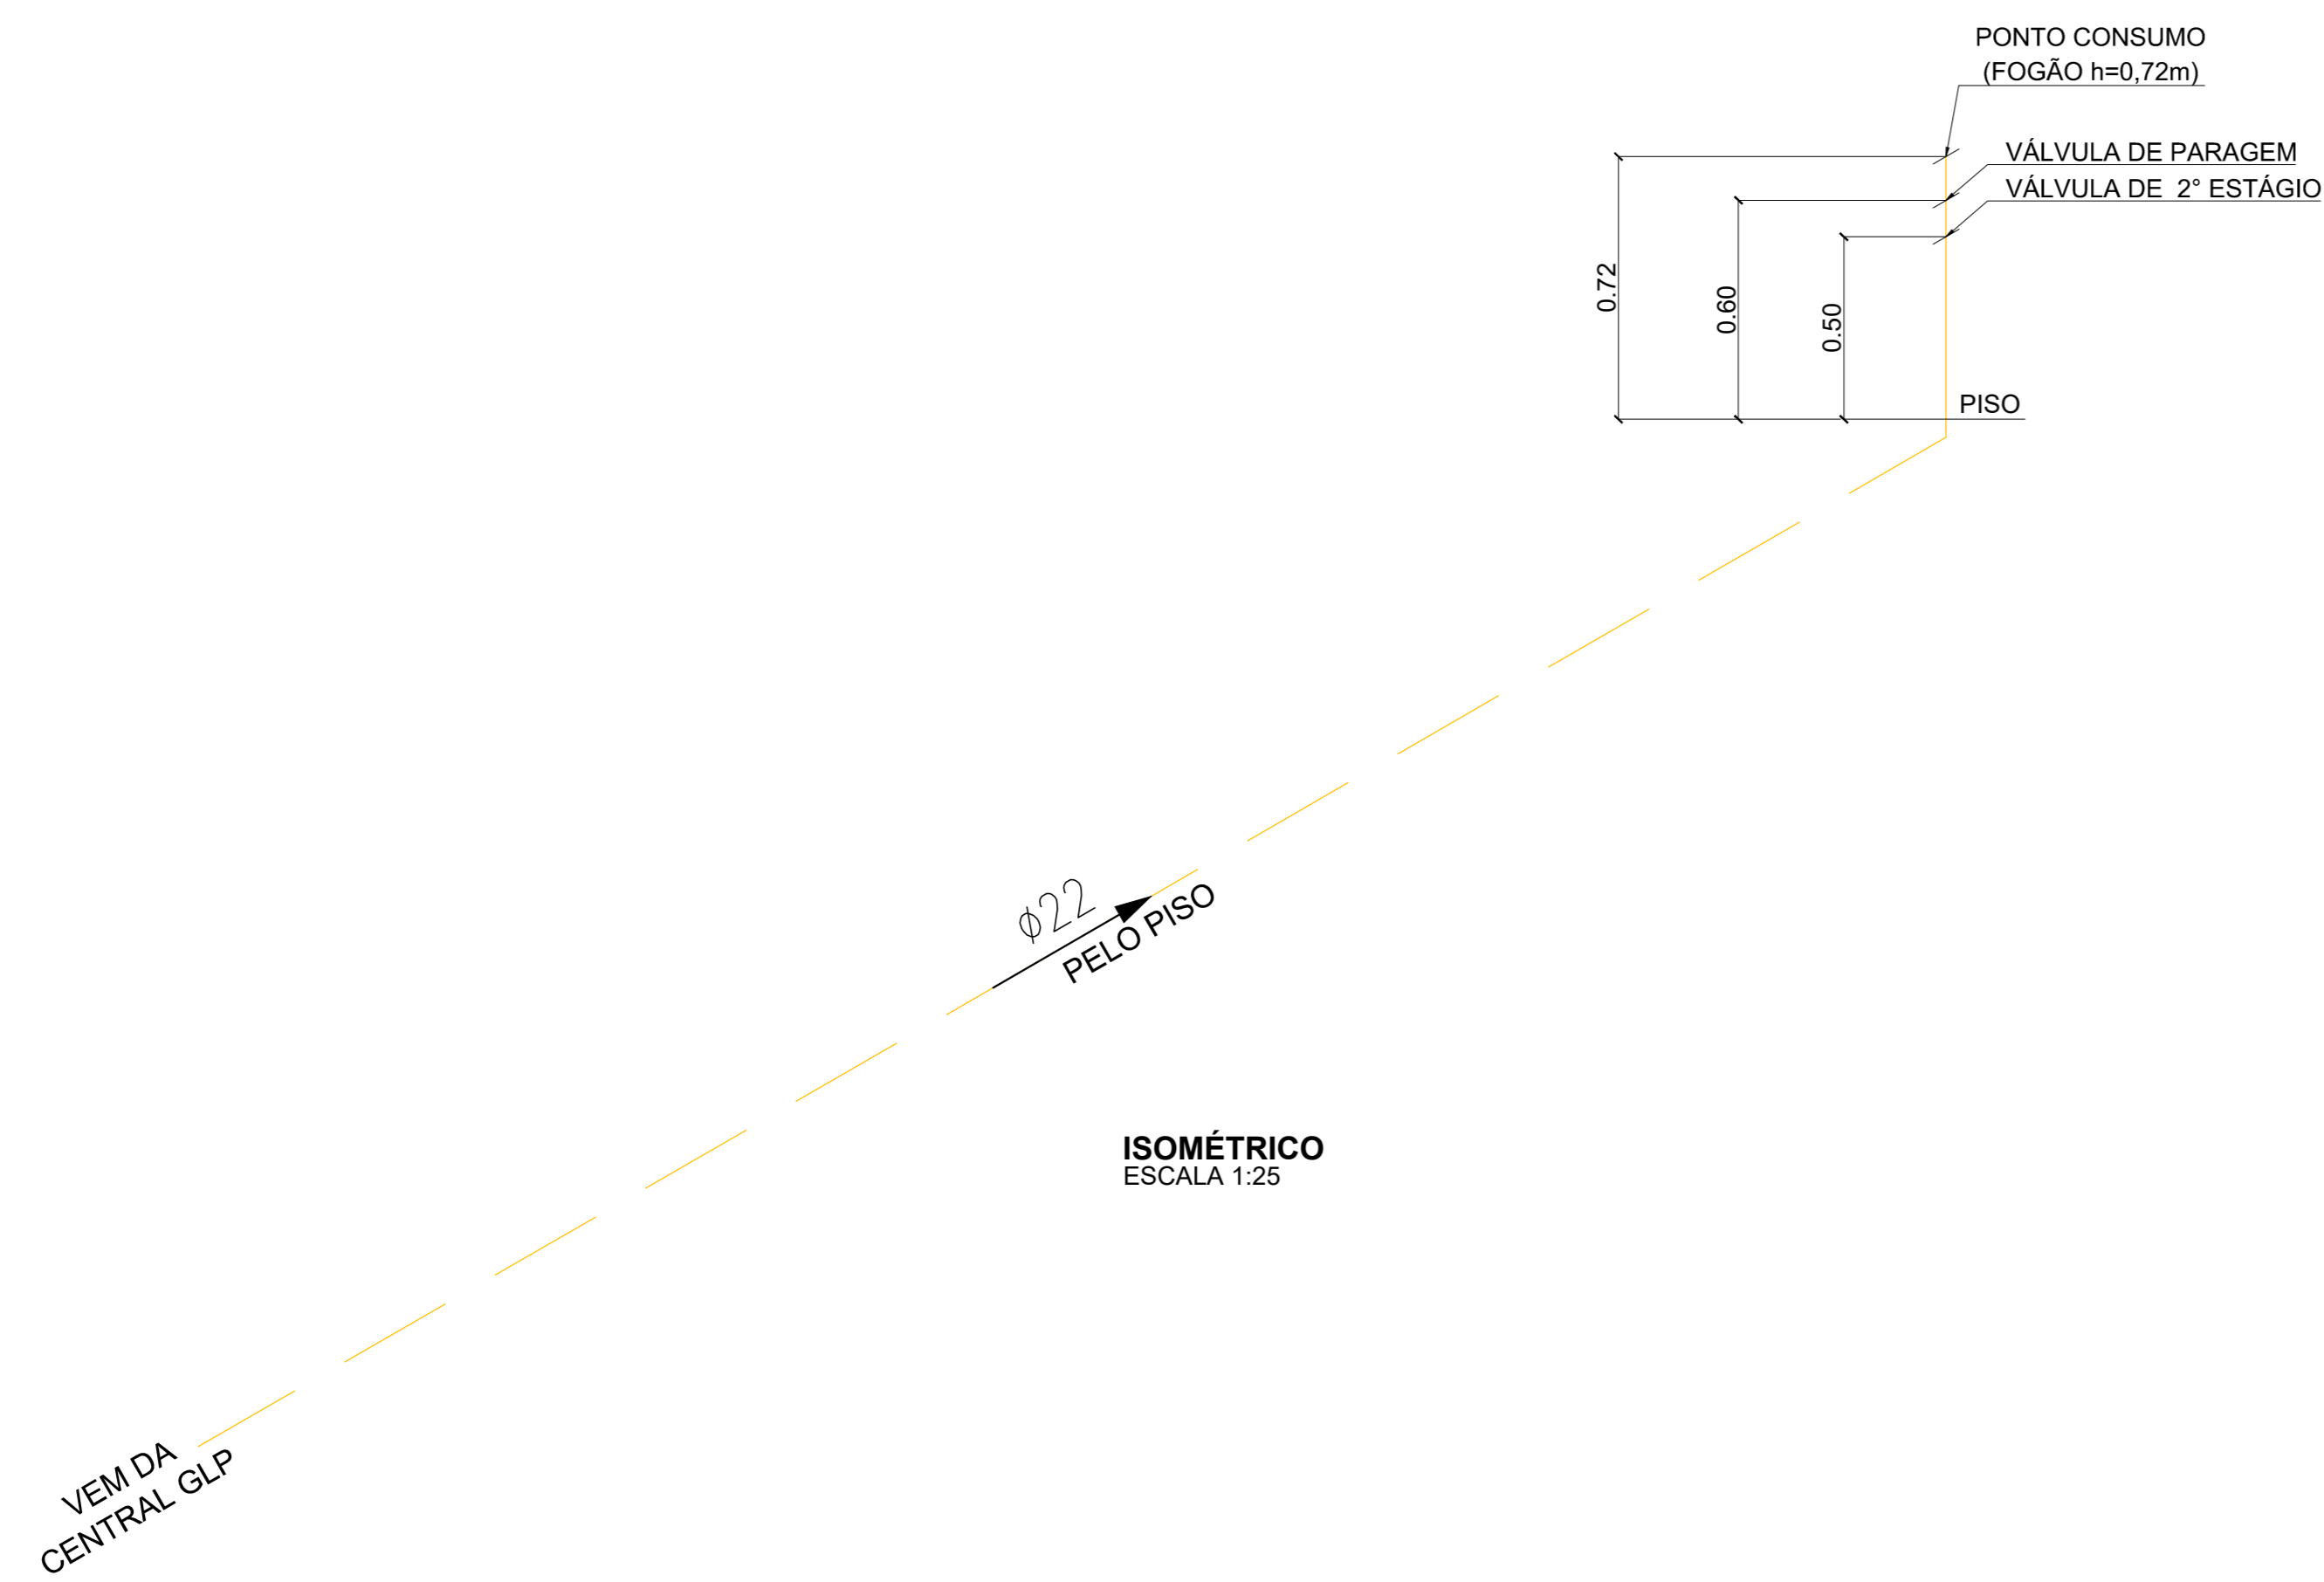 PONTO CONSUMO
(FOGÃO h=0,72m)
VÁLVULA DE PARAGEM
VÁLVULA DE  2° ESTÁGIO
0.72
0.60
0.50
PISO
ϕ22
PELO PISO
ISOMÉTRICO
ESCALA 1:25
VEM DA
CENTRAL GLP